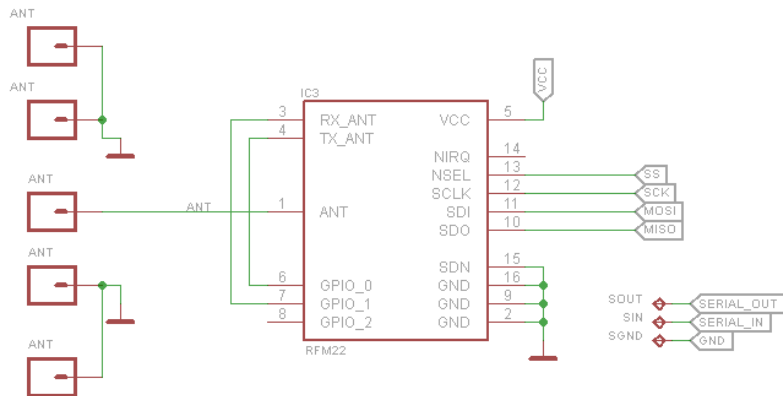 ANT
ANT
ANT
ANT
ANT
ANT
IC3
3 RX_ANT
4 TX_ANT
1 ANT
6 GPIO_0
7 GPIO_1
8 GPIO_2
VCC 5
NIRQ 14
NSEL 13
SCLK 12
SDI 11
SDO 10
SDN 15
GND 16
GND 9
GND 2
RFM22
VCC
SS
SCK
MOSI
MISO
SOUT SERIAL_OUT
SIN SERIAL_IN
SGND GND